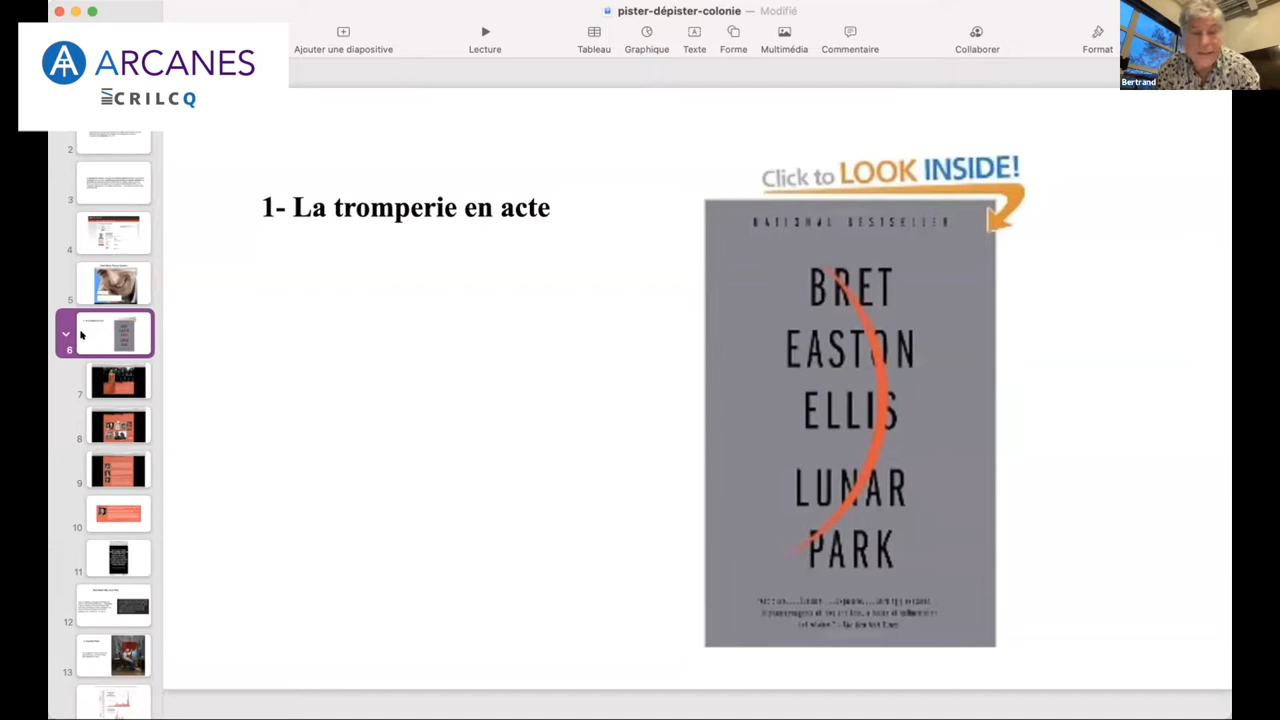 pister-dépister-colonie — Modifié
Ajouter une diapositive
Lecture
Tableau
Graphique
Texte
Forme
Multimédia
Commentaire
Collaborer
Format
Bertrand
ARCANES
CRILCQ
1- La tromperie en acte
Click to LOOK INSIDE!
NATIONAL BESTSELLER
BRET
EASTON
ELLIS
LUNAR
PARK
2
3
4
5
6
7
8
9
10
11
12
13